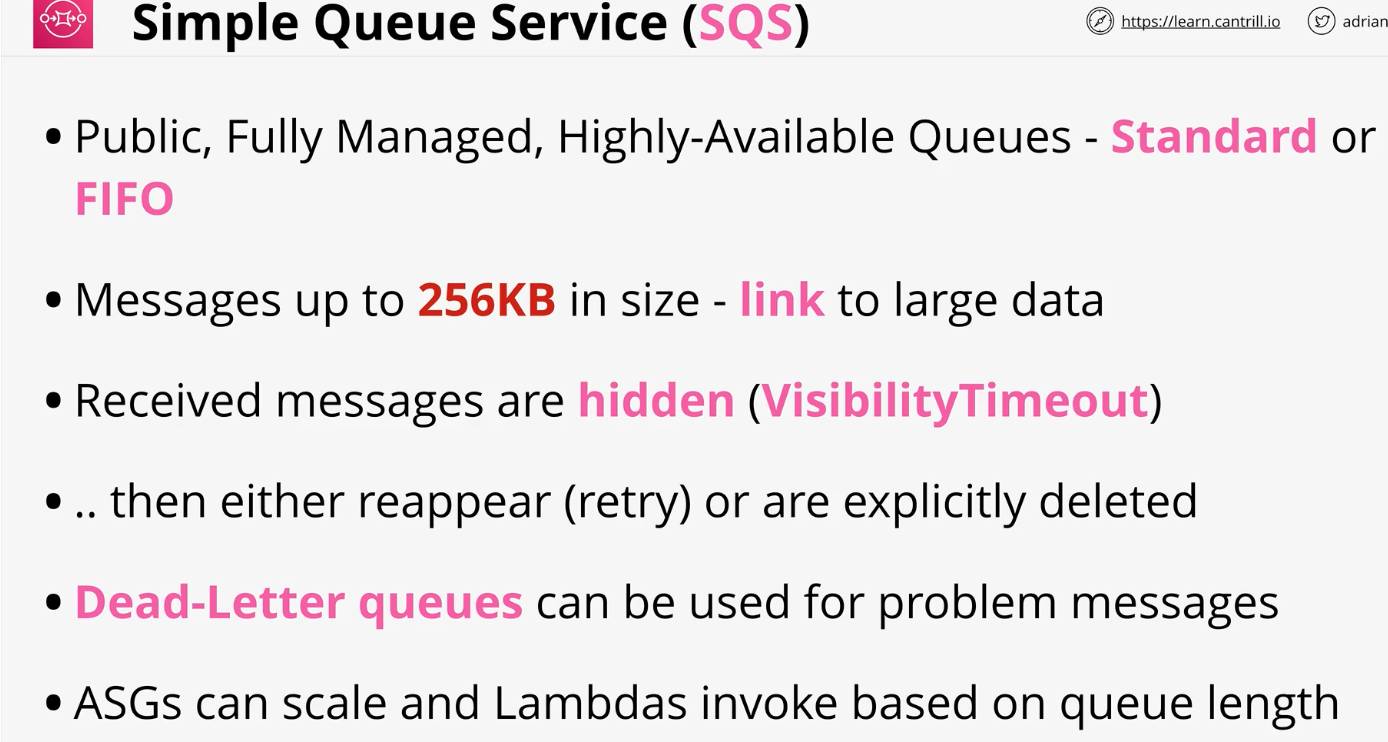 Simple Queue Service (SQS)
https://learn.cantrill.io
adrian
• Public, Fully Managed, Highly-Available Queues - Standard or
FIFO
• Messages up to 256KB in size - link to large data
• Received messages are hidden (VisibilityTimeout)
• .. then either reappear (retry) or are explicitly deleted
• Dead-Letter queues can be used for problem messages
• ASGs can scale and Lambdas invoke based on queue length